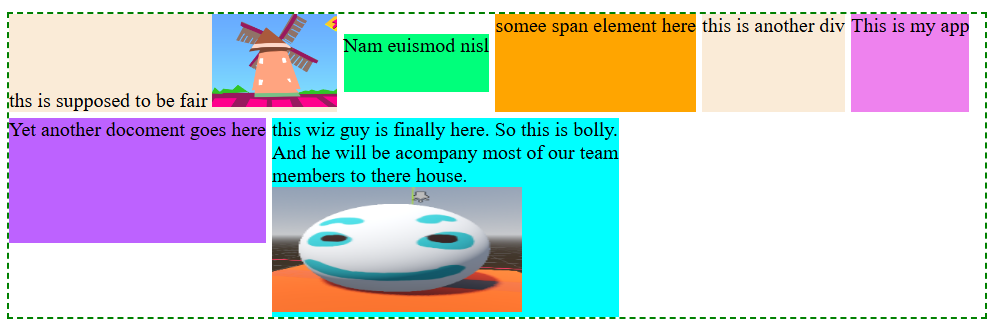 ths is supposed to be fair
Nam euismod nisl
somee span element here
this is another div
This is my app
Yet another docoment goes here
this wiz guy is finally here. So this is bolly.
And he will be acompany most of our team
members to there house.